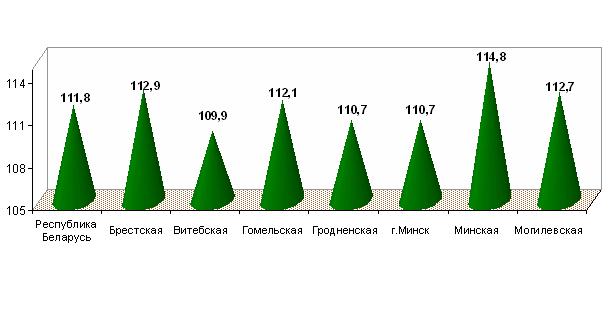 114,8
112,9
112,7
112,1
111,8
110,7
110,7
109,9
114
111
108
105
Республика
Беларусь
Брестская
Витебская
Гомельская
Гродненская
г.Минск
Минская
Могилевская